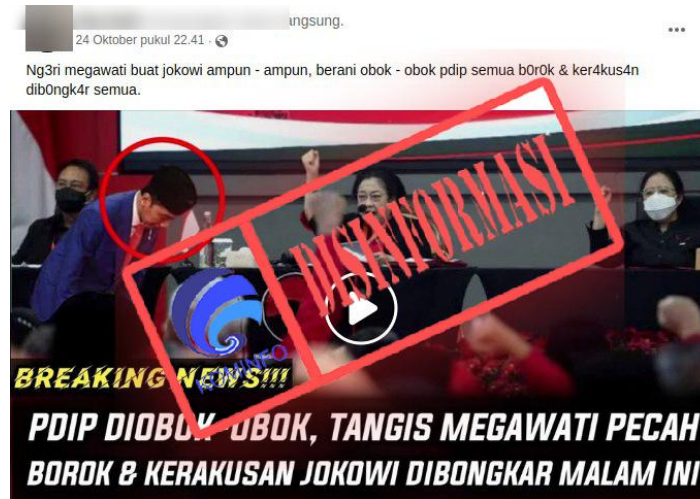 angsung.
24 Oktober pukul 22.41 ·
Ng3ri megawati buat jokowi ampun - ampun, berani obok - obok pdip semua b0r0k & ker4kus4n
dib0ngk4r semua.
DISINFORMASI
KOMINFO
BREAKING NEWS!!!
PDIP DIOBOK-OBOK, TANGIS MEGAWATI PECAH
BOROK & KERAKUSAN JOKOWI DIBONGKAR MALAM INI